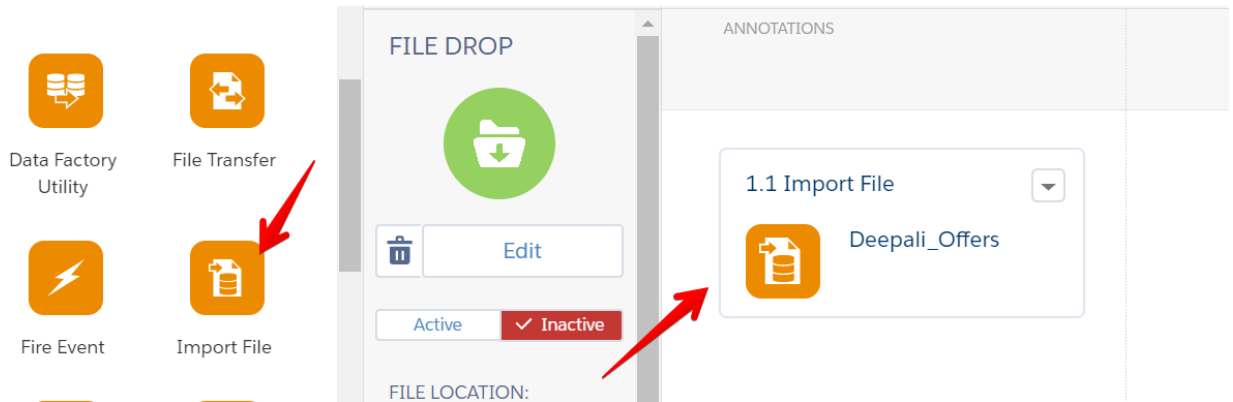 Data Factory
Utility
File Transfer
Fire Event
Import File
FILE DROP
Edit
Active
Inactive
FILE LOCATION:
ANNOTATIONS
1.1 Import File
Deepali_Offers